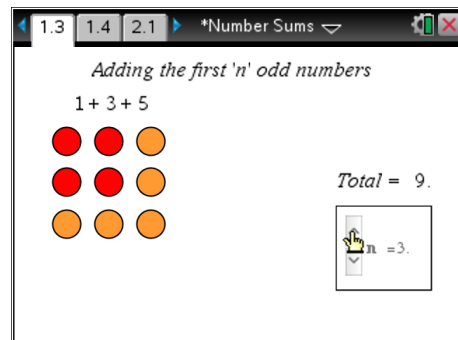 1.3 1.4 2.1 *Number Sums
Adding the first 'n' odd numbers
1 + 3 + 5
Total = 9.
n =3.